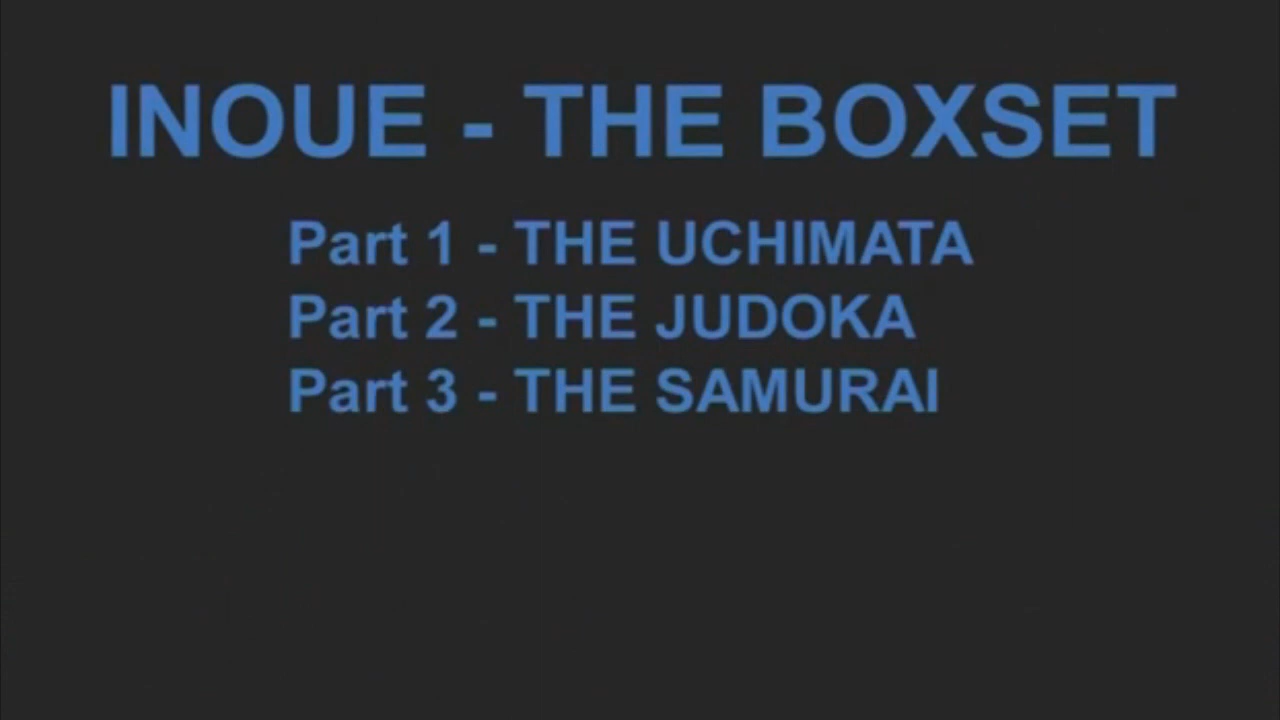 INOUE - THE BOXSET
Part 1 - THE UCHIMATA
Part 2 - THE JUDOKA
Part 3 - THE SAMURAI